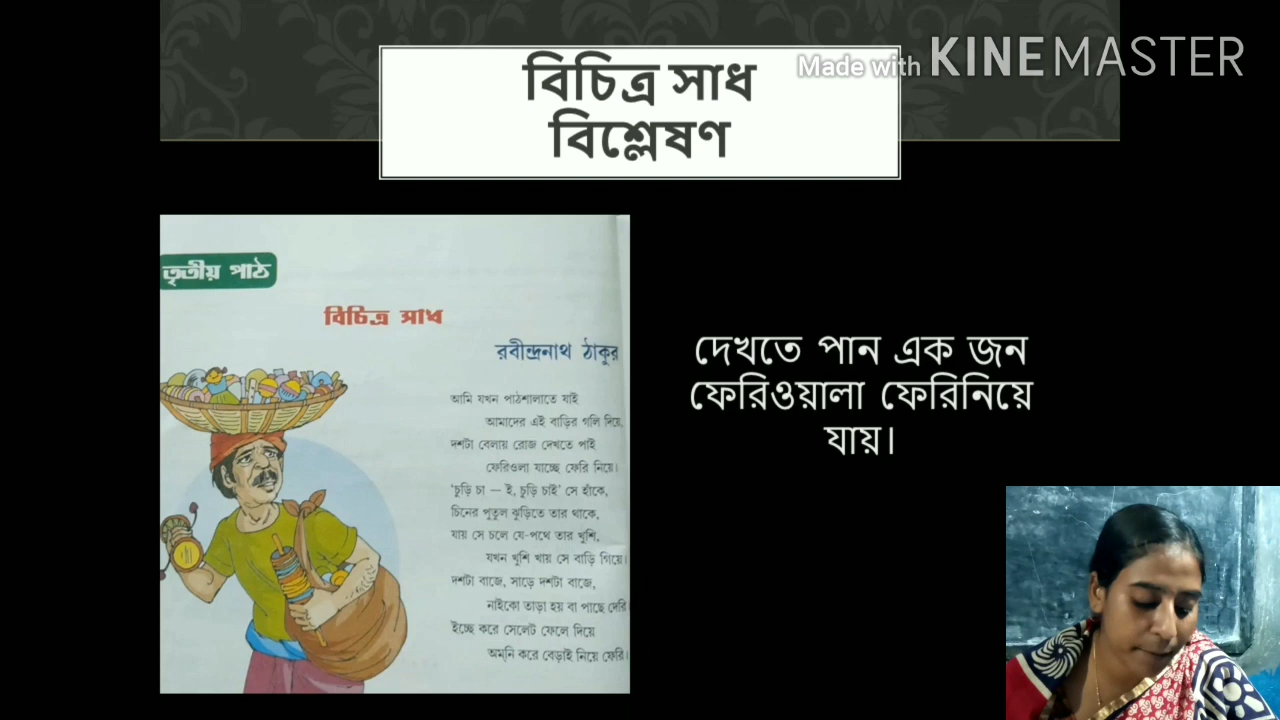 বিচিত্র সাধ
বিশ্লেষণ
Made with KINEMASTER
তৃতীয় পাঠ
বিচিত্র সাধ
রবীন্দ্রনাথ ঠাকুর
আমি যখন পাঠশালাতে যাই
আমাদের এই বাড়ির গলি দিয়ে,
দশটা বেলায় রোজ দেখতে পাই
ফেরিওলা যাচ্ছে ফেরি নিয়ে।
'চুড়ি চা — ই, চুড়ি চাই' সে হাঁকে,
চিনের পুতুল ঝুড়িতে তার থাকে,
যায় সে চলে যে-পথে তার খুশি,
যখন খুশি খায় সে বাড়ি গিয়ে।
দশটা বাজে, সাড়ে দশটা বাজে,
নাইকো তাড়া হয় বা পাছে দেরি
ইচ্ছে করে সেলেট ফেলে দিয়ে
অম্‌নি করে বেড়াই নিয়ে ফেরি।
দেখতে পান এক জন
ফেরিওয়ালা ফেরিনিয়ে
যায়।